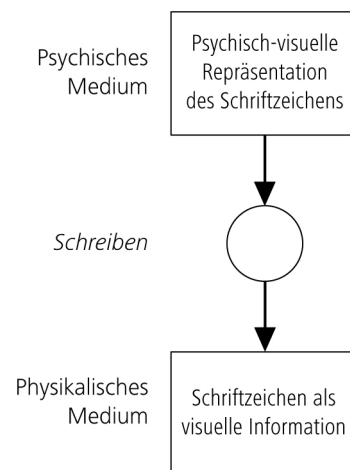 Psychisches
Medium
Psychisch-visuelle
Repräsentation
des Schriftzeichens
Schreiben
Physikalisches
Medium
Schriftzeichen als
visuelle Information